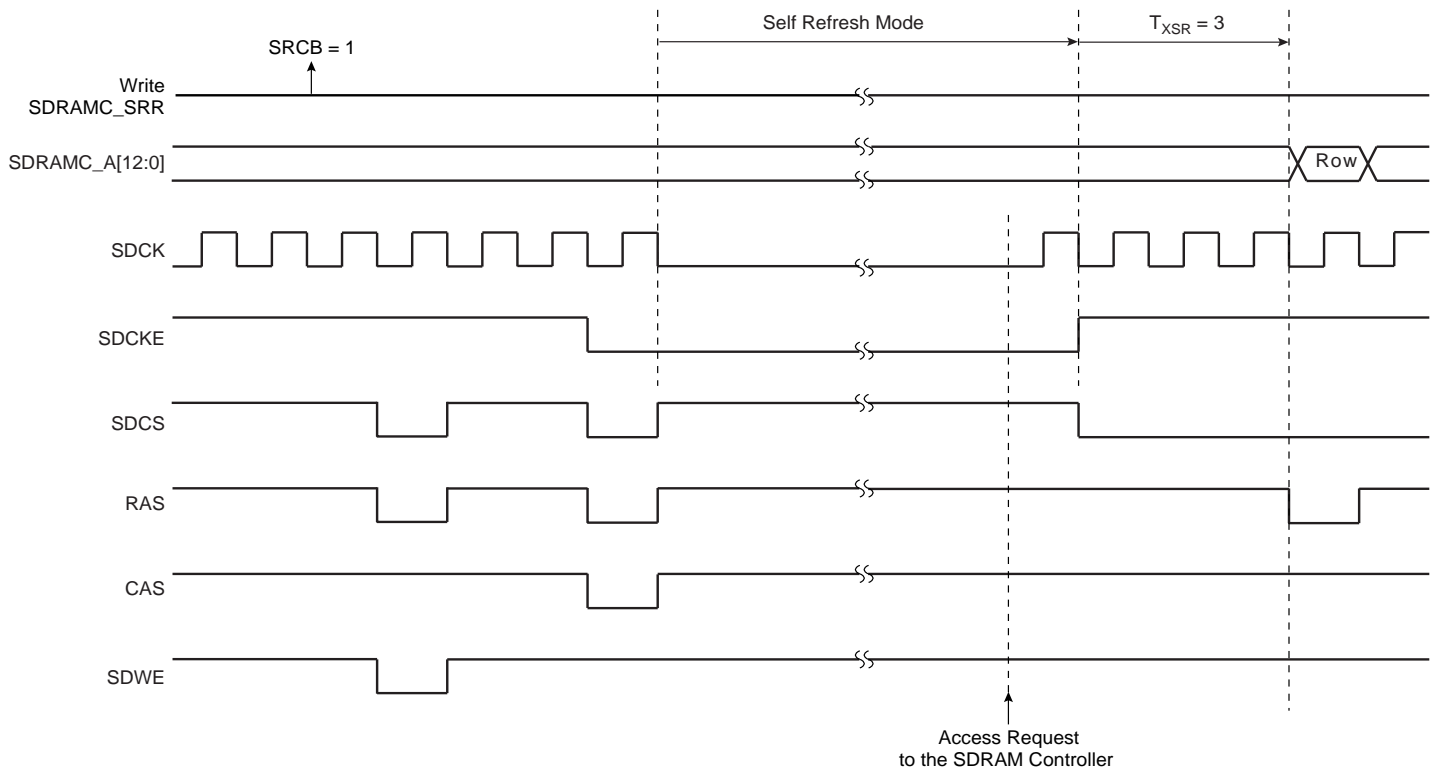 Self Refresh Mode
TXSR = 3
SRCB = 1
Write
SDRAMC_SRR
SDRAMC_A[12:0]
Row
SDCK
SDCKE
SDCS
RAS
CAS
SDWE
Access Request
to the SDRAM Controller